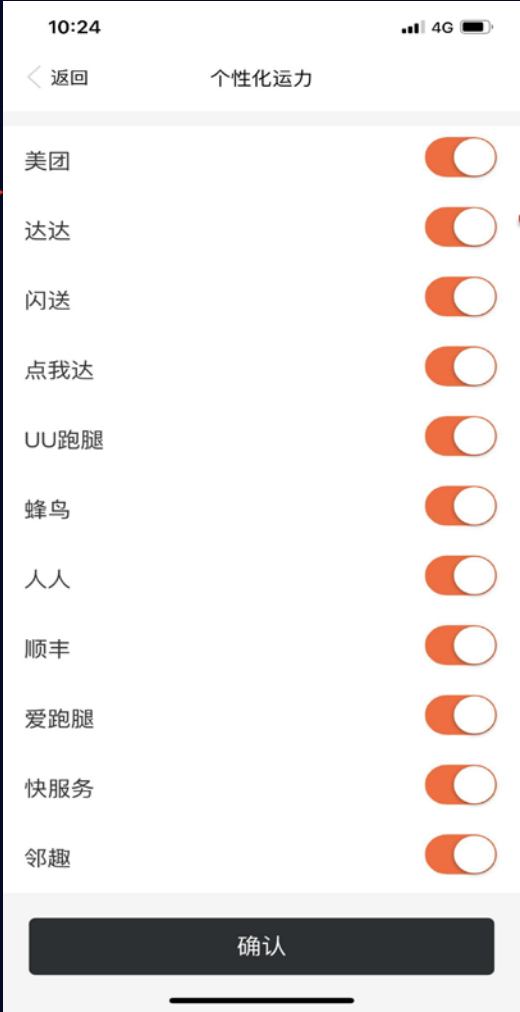 10:24 4G
返回 个性化运力
美团
达达
闪送
点我达
UU跑腿
蜂鸟
人人
顺丰
爱跑腿
快服务
邻趣
确认